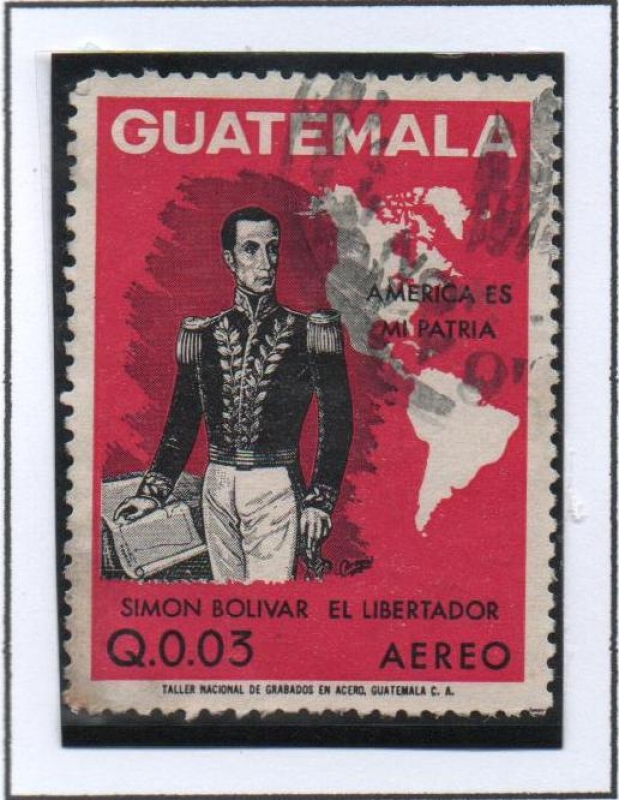 GUATEMALA
AMERICA ES
MI PATRIA
SIMON BOLIVAR EL LIBERTADOR
Q.0.03 AEREO
TALLER NACIONAL DE GRABADOS EN ACERO, GUATEMALA C. A.